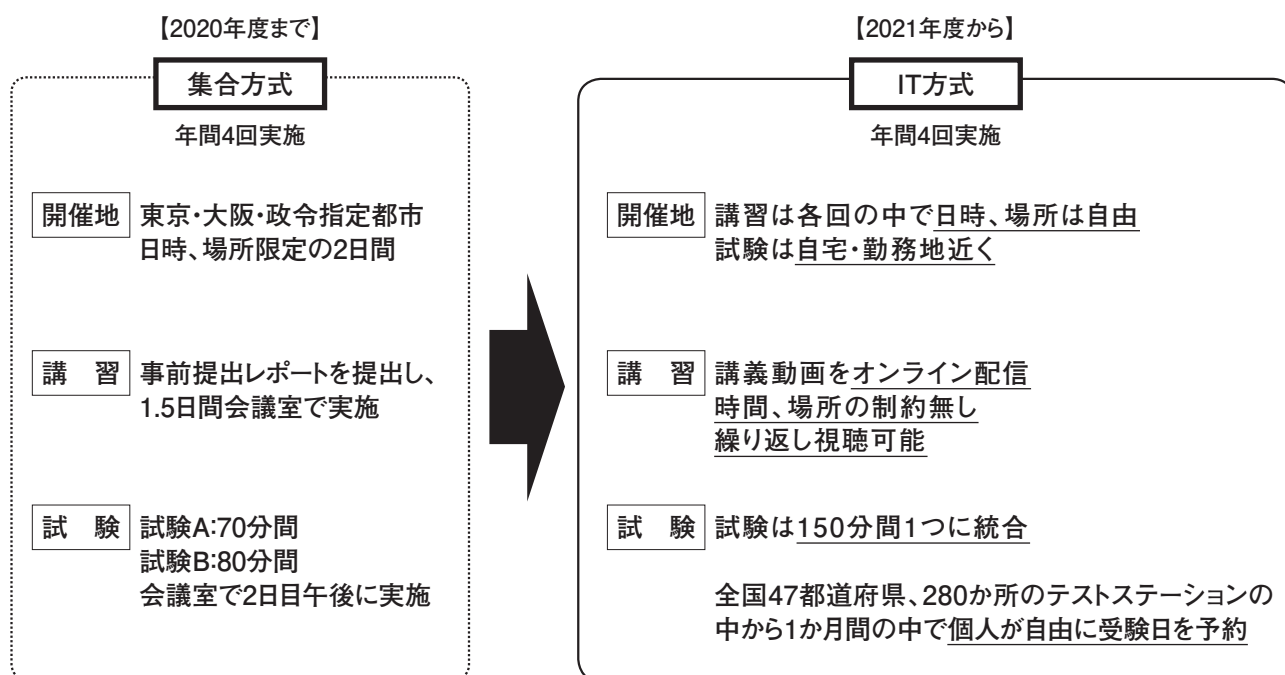 【2020年度まで】
集合方式
年間4回実施
開催地 東京・大阪・政令指定都市
日時、場所限定の2日間
講　習 事前提出レポートを提出し、
1.5日間会議室で実施
試　験 試験A:70分間
試験B:80分間
会議室で2日目午後に実施
【2021年度から】
IT方式
年間4回実施
開催地 講習は各回の中で日時、場所は自由
試験は自宅・勤務地近く
講　習 講義動画をオンライン配信
時間、場所の制約無し
繰り返し視聴可能
試　験 試験は150分間1つに統合
全国47都道府県、280か所のテストステーションの
中から1か月間の中で個人が自由に受験日を予約